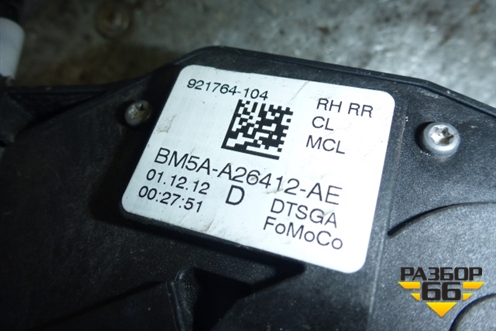 921764-104
RH RR
CL
MCL
BM5A-A26412-AE
01.12.12 D DTSGA
00:27:51 FoMoCo
РАЗБОР
66